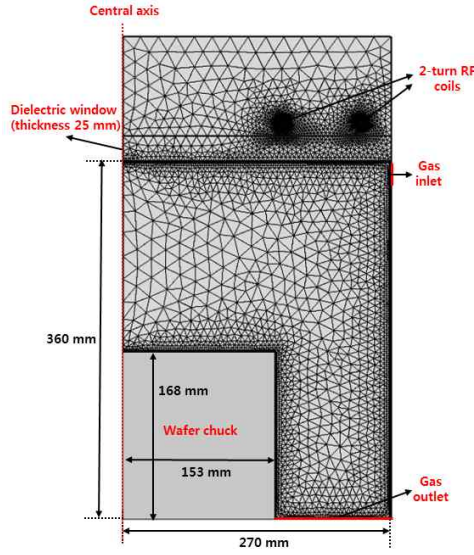 Central axis
2-turn RF
coils
Dielectric window
(thickness 25 mm)
Gas
inlet
360 mm
168 mm
Wafer chuck
153 mm
Gas
outlet
270 mm